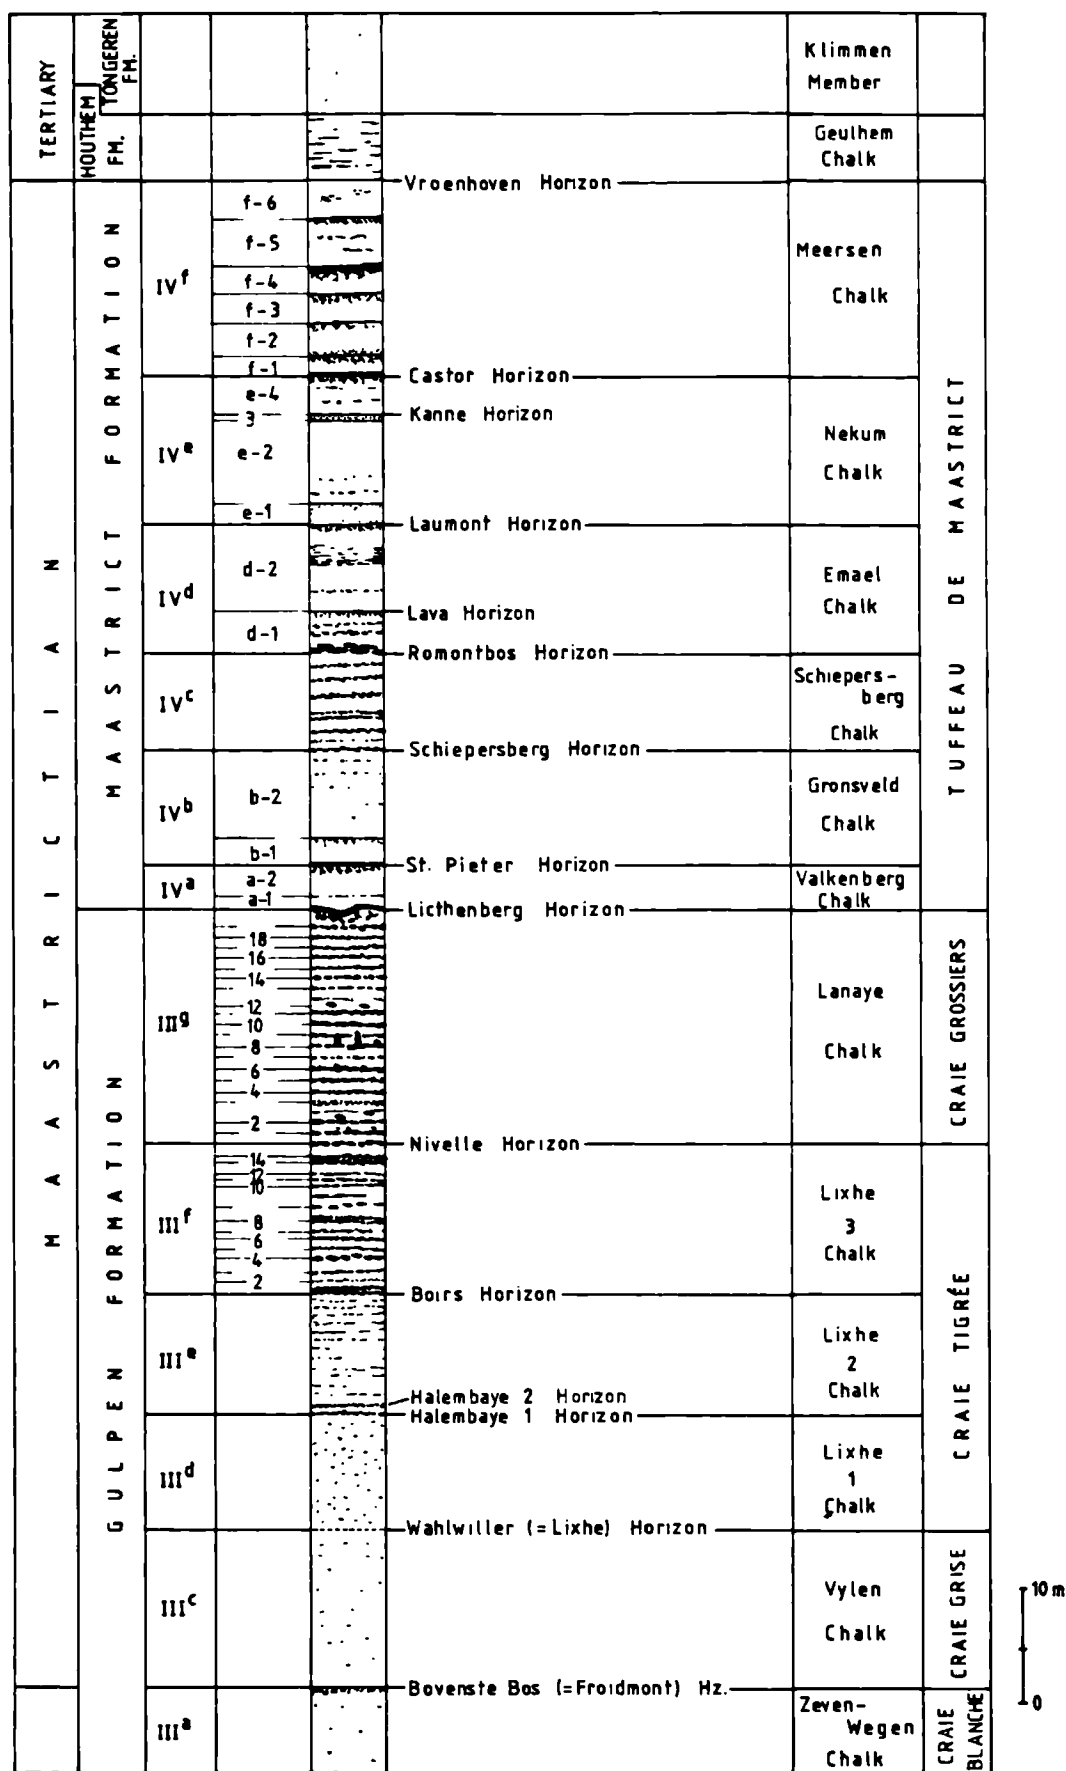 TERTIARY
HOUTHEM FM.
TONGEREN FM.
Klimmen
Member
Geulhem
Chalk
Vroenhoven Horizon
MAASTRICTIAN
MAASTRICT FORMATION
IVf
f-6
f-5
f-4
f-3
f-2
f-1
Meersen
Chalk
Castor Horizon
IVe
e-4
3
e-2
e-1
Kanne Horizon
Nekum
Chalk
Laumont Horizon
IVd
d-2
d-1
Lava Horizon
Emael
Chalk
Romontbos Horizon
IVc
Schiepers-
berg
Chalk
Schiepersberg Horizon
IVb
b-2
b-1
Gronsveld
Chalk
St. Pieter Horizon
IVa
a-2
a-1
Valkenberg
Chalk
Licthenberg Horizon
TUFFEAU DE MAASTRICT
GULPEN FORMATION
IIIg
18
16
14
12
10
8
6
4
2
Lanaye
Chalk
CRAIE GROSSIERS
Nivelle Horizon
IIIf
14
12
10
8
6
4
2
Lixhe
3
Chalk
Boirs Horizon
IIIe
Lixhe
2
Chalk
Halembaye 2 Horizon
Halembaye 1 Horizon
IIId
Lixhe
1
Chalk
CRAIE TIGRÉE
Wahlwiller (=Lixhe) Horizon
IIIc
Vylen
Chalk
CRAIE GRISE
Bovenste Bos (=Froidmont) Hz.
IIIa
Zeven-
Wegen
Chalk
CRAIE
BLANCHE
10m
0